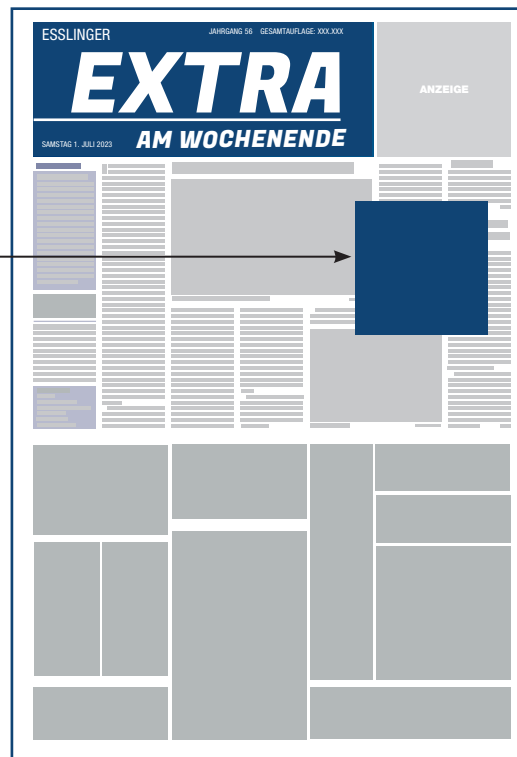 ESSLINGER
JAHRGANG 56 GESAMTAUFLAGE: XXX.XXX
EXTRA
SAMSTAG 1. JULI 2023
AM WOCHENENDE
ANZEIGE